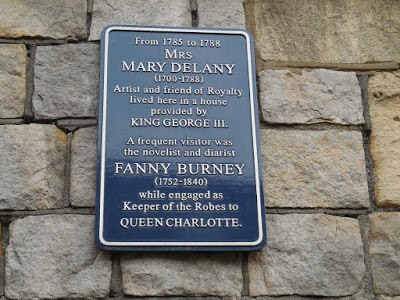 From 1785 to 1788
MRS
MARY DELANY
(1700-1788)
Artist and friend of Royalty
lived here in a house
provided by
KING GEORGE III.
A frequent visitor was
the novelist and diarist
FANNY BURNEY
(1752-1840)
while engaged as
Keeper of the Robes to
QUEEN CHARLOTTE.